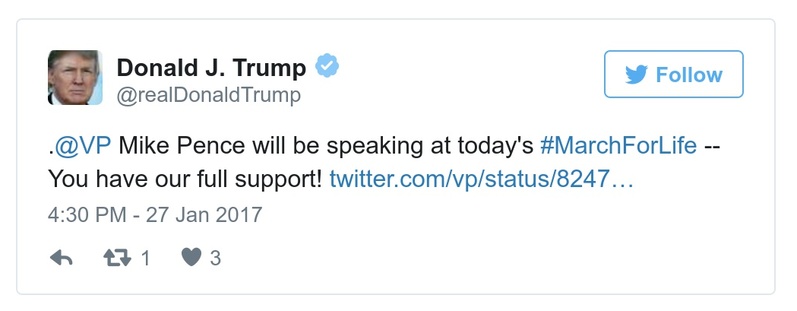 Donald J. Trump
Follow
@realDonaldTrump
.@VP Mike Pence will be speaking at today's #MarchForLife --
You have our full support! twitter.com/vp/status/8247…
4:30 PM - 27 Jan 2017
1 3